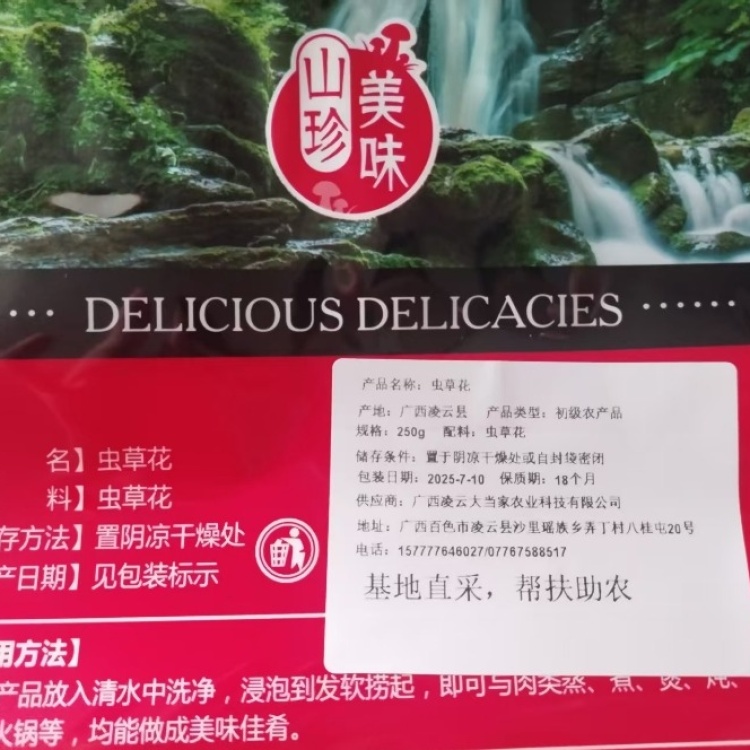 山珍
美味
DELICIOUS DELICACIES
产品名称：虫草花
产地：广西凌云县 产品类型：初级农产品
规格：250g 配料：虫草花
储存条件：置于阴凉干燥处或自封袋密闭
包装日期：2025-7-10 保质期：18个月
供应商：广西凌云大当家农业科技有限公司
地址：广西百色市凌云县沙里瑶族乡弄丁村八桂屯20号
电话：157777646027/07767588517
基地直采，帮扶助农
名】虫草花
料】虫草花
存方法】置阴凉干燥处
产日期】见包装标示
用方法】
产品放入清水中洗净，浸泡到发软捞起，即可与肉类蒸、煮、煲、炖、
火锅等，均能做成美味佳肴。